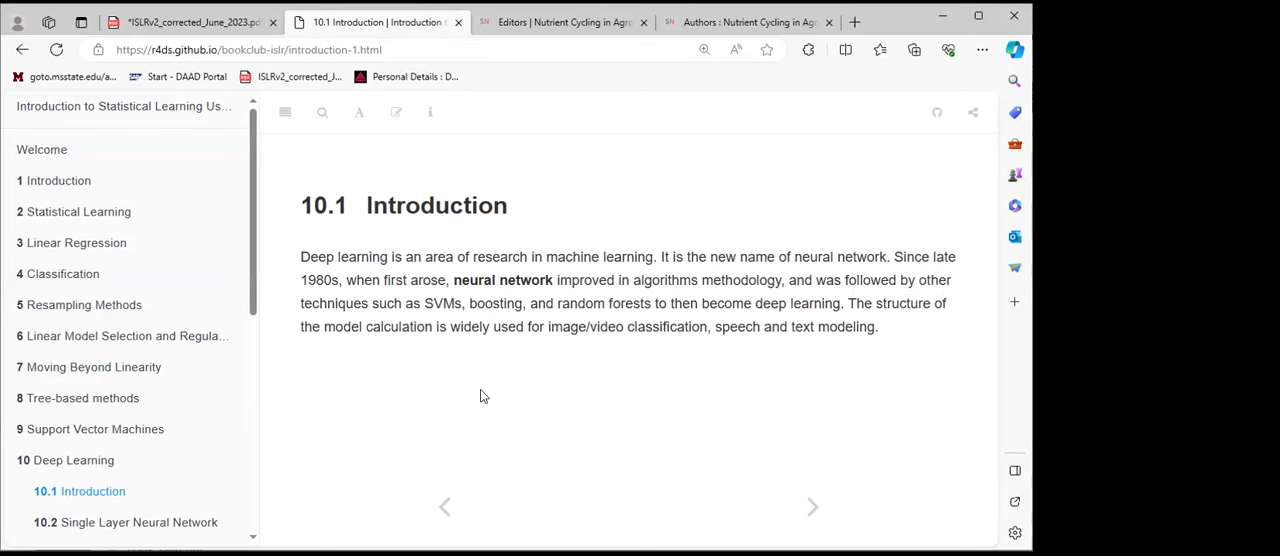 *ISLRv2_corrected_June_2023.pd
10.1 Introduction | Introduction t
Editors | Nutrient Cycling in Agro
Authors : Nutrient Cycling in Agr
https://r4ds.github.io/bookclub-islr/introduction-1.html
goto.msstate.edu/a...
Start - DAAD Portal
ISLRv2_corrected_J...
Personal Details : D...
Introduction to Statistical Learning Us...
Welcome
1 Introduction
2 Statistical Learning
3 Linear Regression
4 Classification
5 Resampling Methods
6 Linear Model Selection and Regula...
7 Moving Beyond Linearity
8 Tree-based methods
9 Support Vector Machines
10 Deep Learning
10.1 Introduction
10.2 Single Layer Neural Network
10.1 Introduction
Deep learning is an area of research in machine learning. It is the new name of neural network. Since late
1980s, when first arose, neural network improved in algorithms methodology, and was followed by other
techniques such as SVMs, boosting, and random forests to then become deep learning. The structure of
the model calculation is widely used for image/video classification, speech and text modeling.